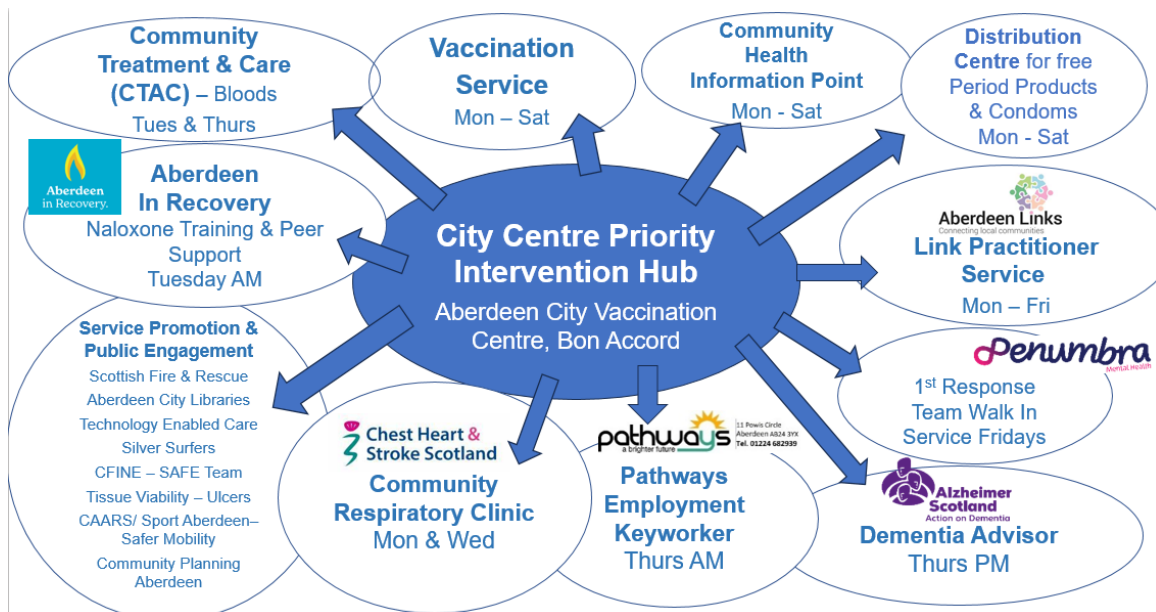 Community
Treatment & Care
(CTAC) – Bloods
Tues & Thurs
Vaccination
Service
Mon – Sat
Community
Health
Information Point
Mon - Sat
Distribution
Centre for free
Period Products
& Condoms
Mon - Sat
Aberdeen
in Recovery.
Aberdeen
In Recovery
Naloxone Training & Peer
Support
Tuesday AM
City Centre Priority
Intervention Hub
Aberdeen City Vaccination
Centre, Bon Accord
Aberdeen Links
Connecting local communities
Link Practitioner
Service
Mon – Fri
Service Promotion &
Public Engagement
Scottish Fire & Rescue
Aberdeen City Libraries
Technology Enabled Care
Silver Surfers
CFINE – SAFE Team
Tissue Viability – Ulcers
CAARS/ Sport Aberdeen–
Safer Mobility
Community Planning
Aberdeen
Penumbra
Mental Health
1st Response
Team Walk In
Service Fridays
Chest Heart &
Stroke Scotland
Community
Respiratory Clinic
Mon & Wed
pathways
a brighter future
11 Powis Circle
Aberdeen AB24 3YX
Tel. 01224 682939
Pathways
Employment
Keyworker
Thurs AM
Alzheimer
Scotland
Action on Dementia
Dementia Advisor
Thurs PM